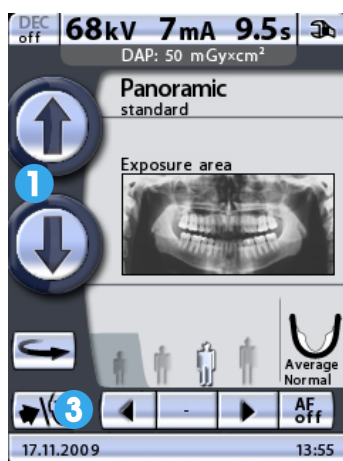 DEC off 68kV 7mA 9.5s
DAP: 50 mGy×cm²
Panoramic
standard
1
Exposure area
Average
Normal
3 - AF off
17.11.2009 13:55